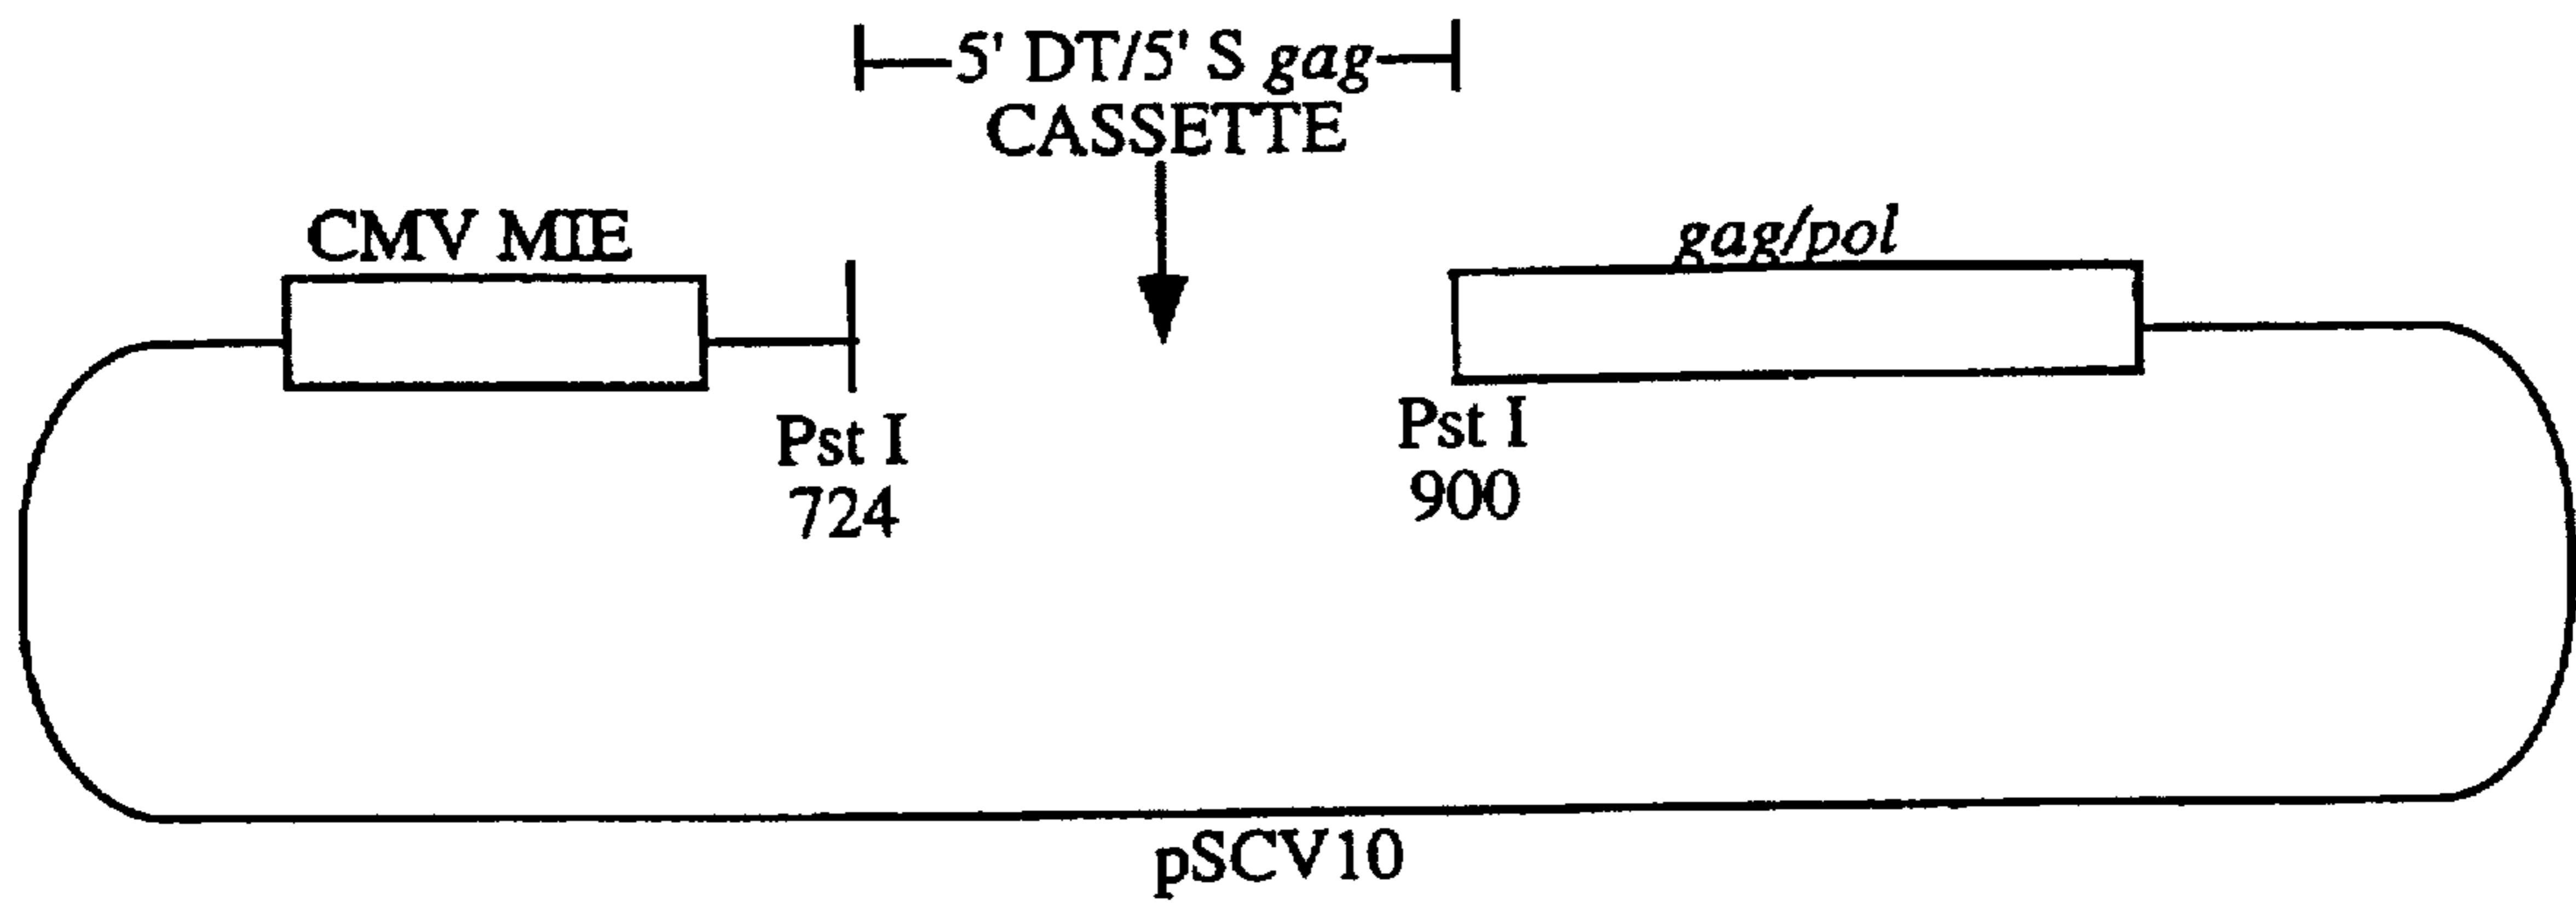 5' DT/5' S gag
CASSETTE
CMV MIE
gag/pol
Pst I
724
Pst I
900
pSCV10